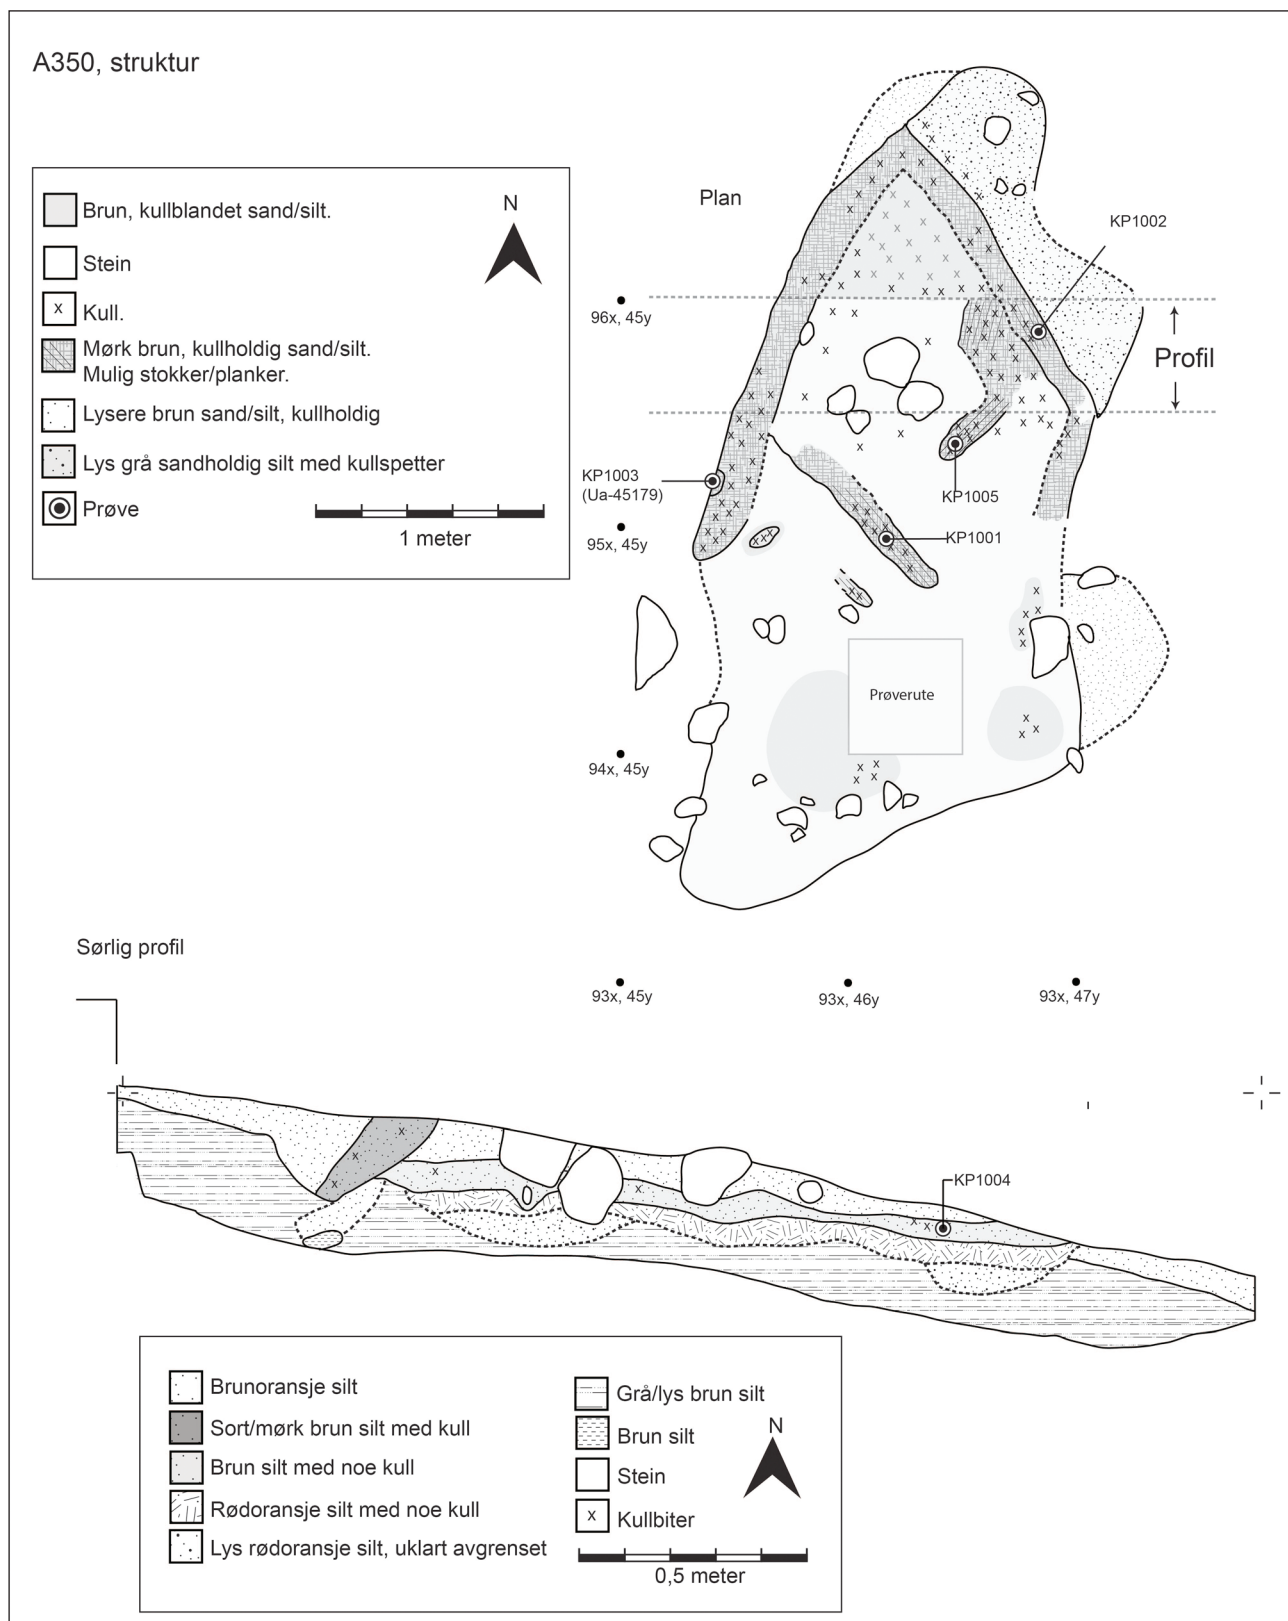 A350, struktur
Brun, kullblandet sand/silt.
Stein
x Kull.
Mørk brun, kullholdig sand/silt.
Mulig stokker/planker.
Lysere brun sand/silt, kullholdig
Lys grå sandholdig silt med kullspetter
Prøve
N
1 meter
Plan
KP1002
96x, 45y
Profil
KP1003
(Ua-45179)
KP1005
95x, 45y
KP1001
Prøverute
94x, 45y
Sørlig profil
93x, 45y
93x, 46y
93x, 47y
KP1004
Brunoransje silt
Sort/mørk brun silt med kull
Brun silt med noe kull
Rødoransje silt med noe kull
Lys rødoransje silt, uklart avgrenset
Grå/lys brun silt
Brun silt
Stein
x Kullbiter
N
0,5 meter